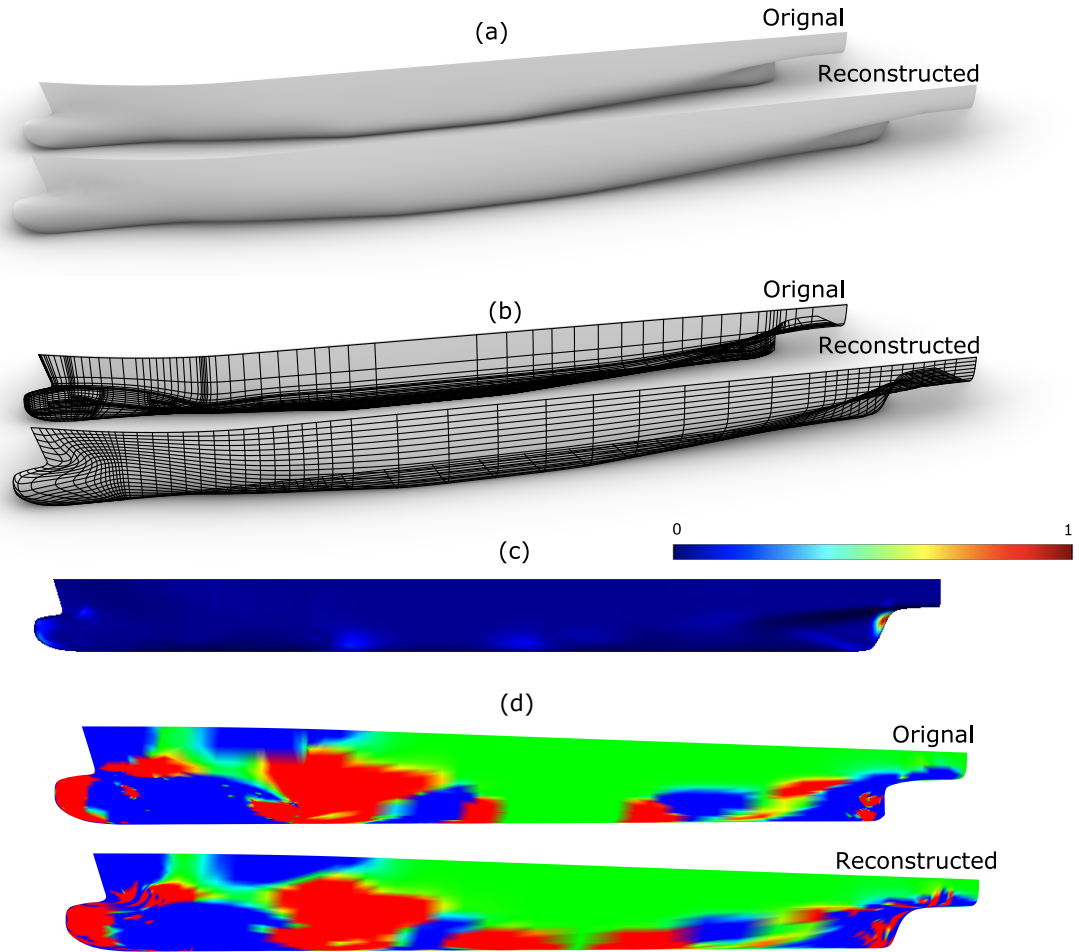 (a)
Orignal
Reconstructed
(b)
Orignal
Reconstructed
(c)
0
1
(d)
Orignal
Reconstructed